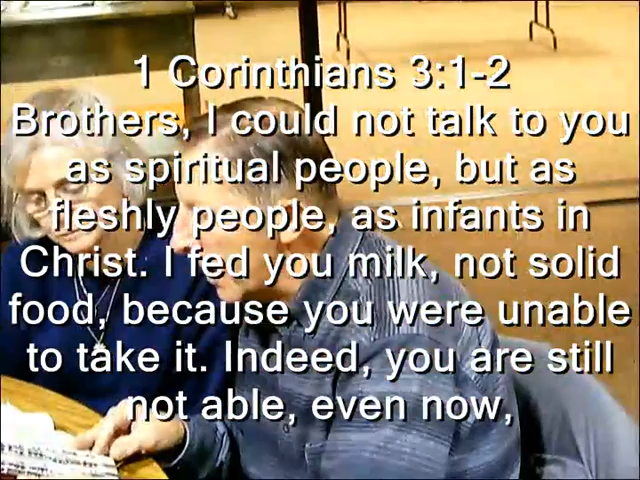 1 Corinthians 3:1-2
Brothers, I could not talk to you
as spiritual people, but as
fleshly people, as infants in
Christ. I fed you milk, not solid
food, because you were unable
to take it. Indeed, you are still
not able, even now,